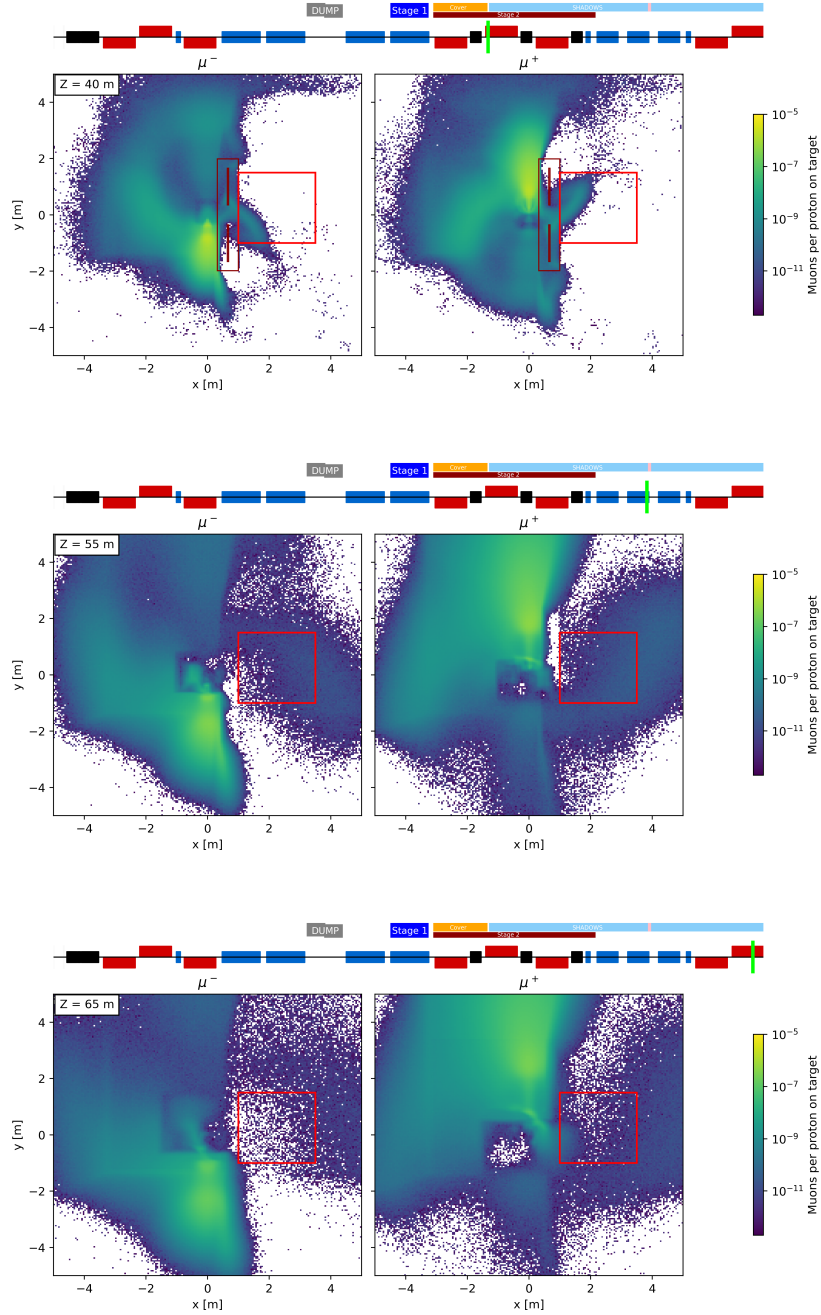 DUMP Stage 1 Cover SHADOWS
Stage 2
μ⁻ μ⁺
Z = 40 m
4
2
0
−2
−4
y [m]
−4 −2 0 2 4 −4 −2 0 2 4
x [m] x [m]
10⁻⁵
10⁻⁷
10⁻⁹
10⁻¹¹
Muons per proton on target
DUMP Stage 1 Cover SHADOWS
Stage 2
μ⁻ μ⁺
Z = 55 m
4
2
0
−2
−4
y [m]
−4 −2 0 2 4 −4 −2 0 2 4
x [m] x [m]
10⁻⁵
10⁻⁷
10⁻⁹
10⁻¹¹
Muons per proton on target
DUMP Stage 1 Cover SHADOWS
Stage 2
μ⁻ μ⁺
Z = 65 m
4
2
0
−2
−4
y [m]
−4 −2 0 2 4 −4 −2 0 2 4
x [m] x [m]
10⁻⁵
10⁻⁷
10⁻⁹
10⁻¹¹
Muons per proton on target